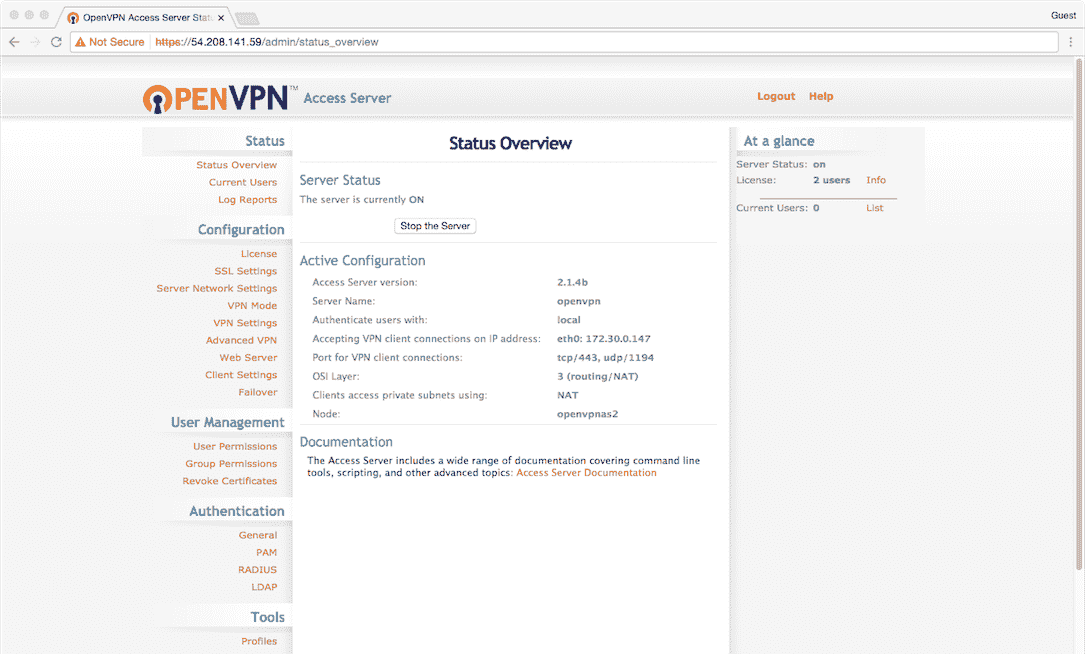 OpenVPN Access Server Stat
Guest
Not Secure https://54.208.141.59/admin/status_overview
OPENVPN™ Access Server
Logout Help
Status
Status Overview
Current Users
Log Reports
Configuration
License
SSL Settings
Server Network Settings
VPN Mode
VPN Settings
Advanced VPN
Web Server
Client Settings
Failover
User Management
User Permissions
Group Permissions
Revoke Certificates
Authentication
General
PAM
RADIUS
LDAP
Tools
Profiles
Status Overview
Server Status
The server is currently ON
Stop the Server
Active Configuration
Access Server version: 2.1.4b
Server Name: openvpn
Authenticate users with: local
Accepting VPN client connections on IP address: eth0: 172.30.0.147
Port for VPN client connections: tcp/443, udp/1194
OSI Layer: 3 (routing/NAT)
Clients access private subnets using: NAT
Node: openvpnas2
Documentation
The Access Server includes a wide range of documentation covering command line
tools, scripting, and other advanced topics: Access Server Documentation
At a glance
Server Status: on
License: 2 users Info
Current Users: 0 List